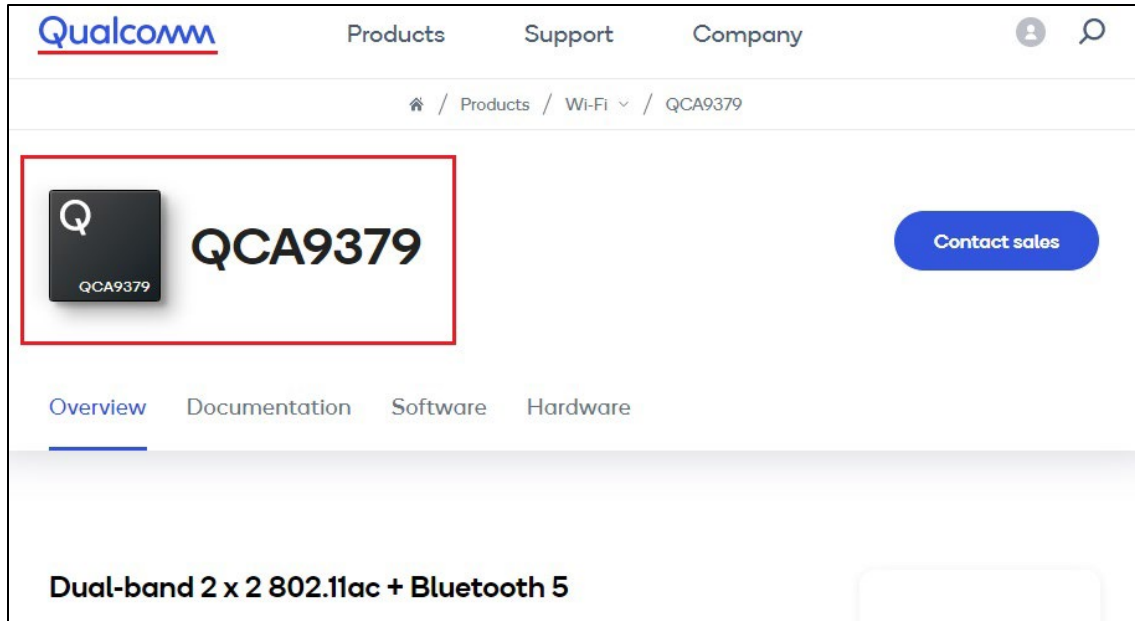 Qualcomm Products Support Company
/ Products / Wi-Fi / QCA9379
Q
QCA9379
QCA9379
Contact sales
Overview Documentation Software Hardware
Dual-band 2 x 2 802.11ac + Bluetooth 5